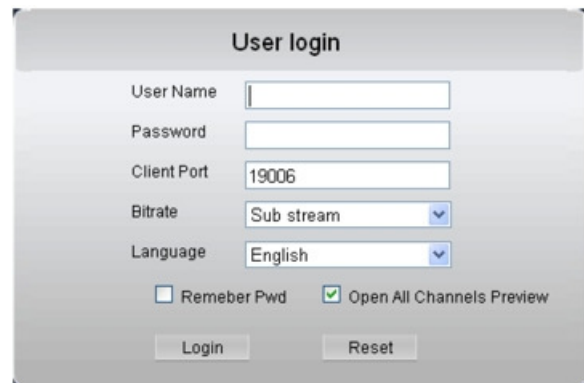 User login
User Name
Password
Client Port 19006
Bitrate Sub stream
Language English
Remeber Pwd Open All Channels Preview
Login Reset